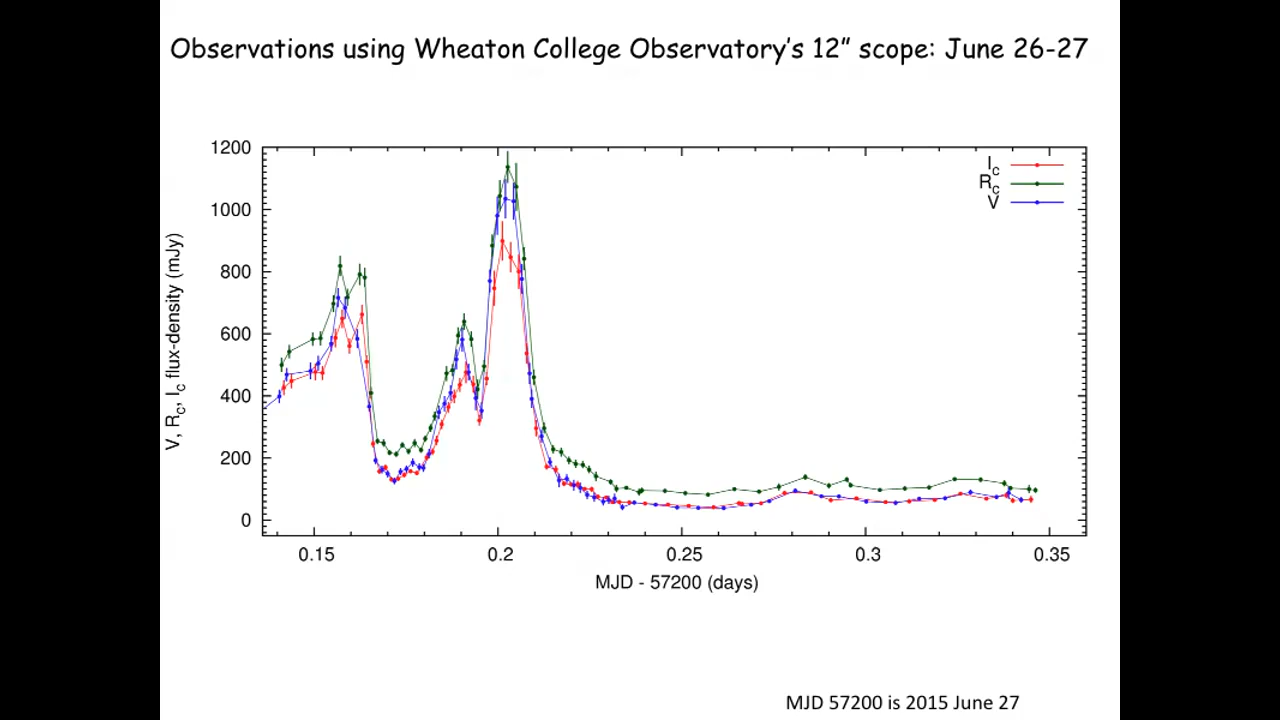 Observations using Wheaton College Observatory's 12” scope: June 26-27
1200
1000
800
600
400
200
0
V, Rc, Ic flux-density (mJy)
Ic
Rc
V
0.15 0.2 0.25 0.3 0.35
MJD - 57200 (days)
MJD 57200 is 2015 June 27